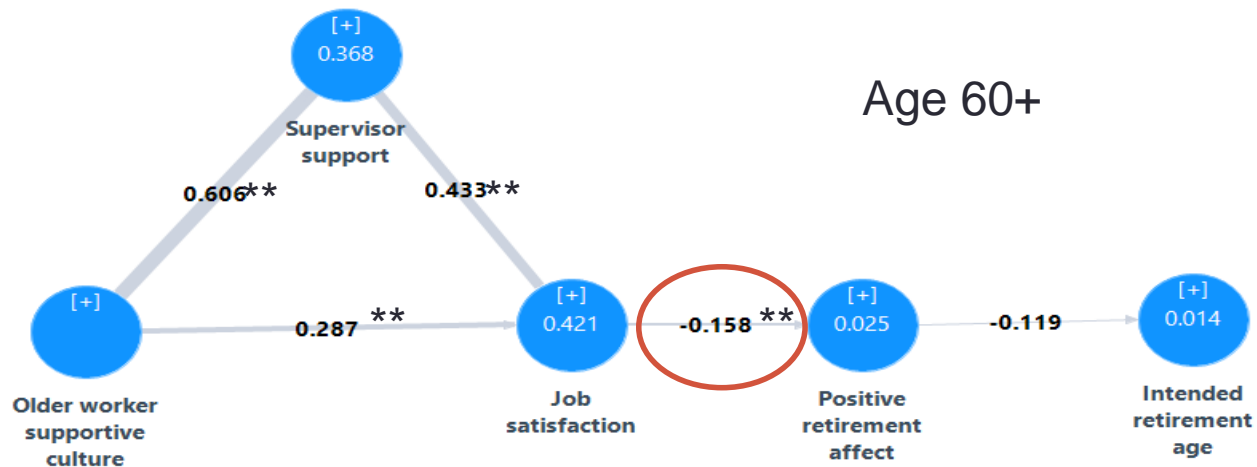 [+]
0.368
Age 60+
Supervisor
support
0.606**
0.433**
[+]
0.287 **
[+]
0.421
-0.158 **
[+]
0.025
-0.119
[+]
0.014
Older worker
supportive
culture
Job
satisfaction
Positive
retirement
affect
Intended
retirement
age